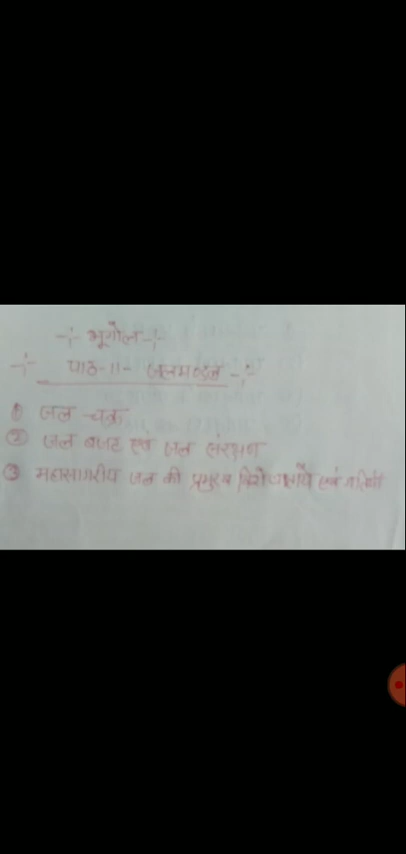 -:- भूगोल -:-
-:- पाठ-11- जलमण्डल -:-
① जल चक्र
② जल बजट एवं जल संरक्षण
③ महासागरीय जल की प्रमुख विशेषतायें एवं गतियाँ